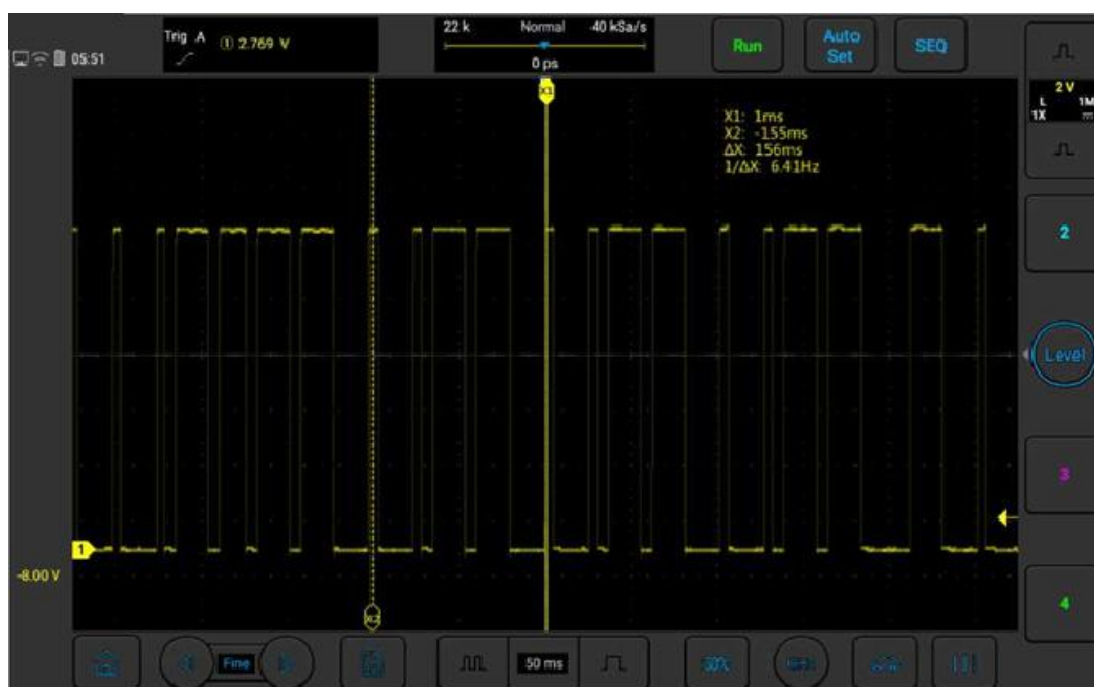 Trig .A ① 2.769 V
22 k Normal 40 kSa/s
0 ps
Run
Auto
Set
SEQ
05:51
X1
X1: 1ms
X2: -155ms
ΔX: 156ms
1/ΔX: 6.41Hz
2 V
L 1M
1X
2
Level
3
1
-8.00 V
4
X2
Fine
50 ms
50%